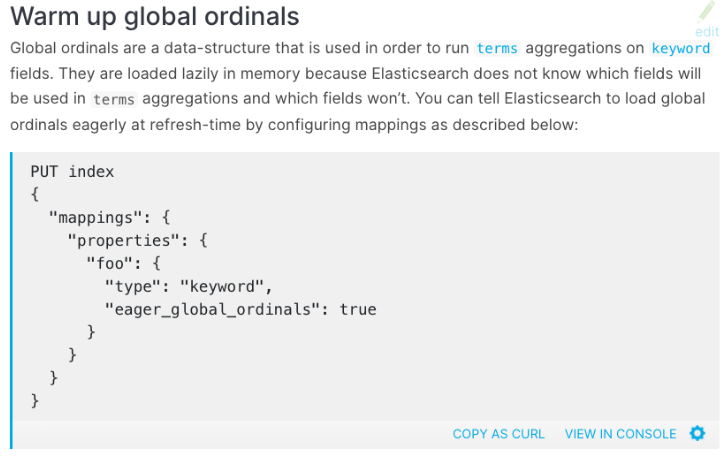 Warm up global ordinals
edit
Global ordinals are a data-structure that is used in order to run terms aggregations on keyword
fields. They are loaded lazily in memory because Elasticsearch does not know which fields will
be used in terms aggregations and which fields won’t. You can tell Elasticsearch to load global
ordinals eagerly at refresh-time by configuring mappings as described below:
PUT index
{
  "mappings": {
    "properties": {
      "foo": {
        "type": "keyword",
        "eager_global_ordinals": true
      }
    }
  }
}
COPY AS CURL VIEW IN CONSOLE